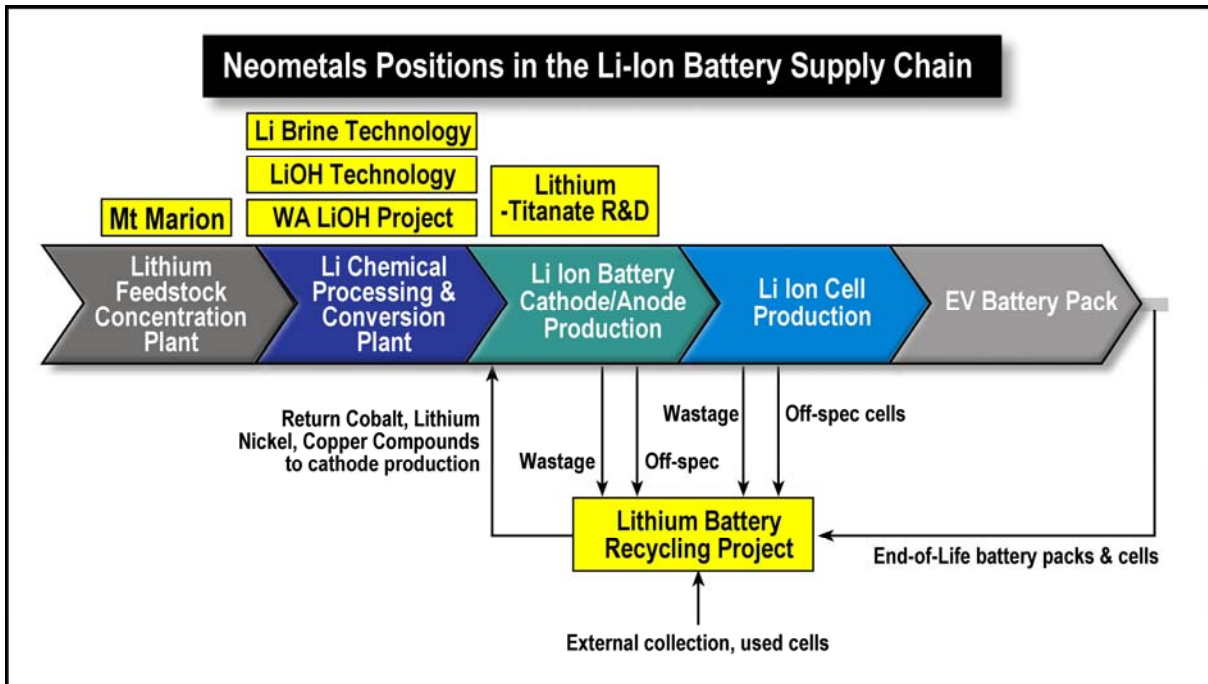 Neometals Positions in the Li-Ion Battery Supply Chain
Li Brine Technology
LiOH Technology
WA LiOH Project
Mt Marion
Lithium
-Titanate R&D
Lithium
Feedstock
Concentration
Plant
Li Chemical
Processing &
Conversion
Plant
Li Ion Battery
Cathode/Anode
Production
Li Ion Cell
Production
EV Battery Pack
Return Cobalt, Lithium
Nickel, Copper Compounds
to cathode production
Wastage
Off-spec
Wastage
Off-spec cells
Lithium Battery
Recycling Project
End-of-Life battery packs & cells
External collection, used cells